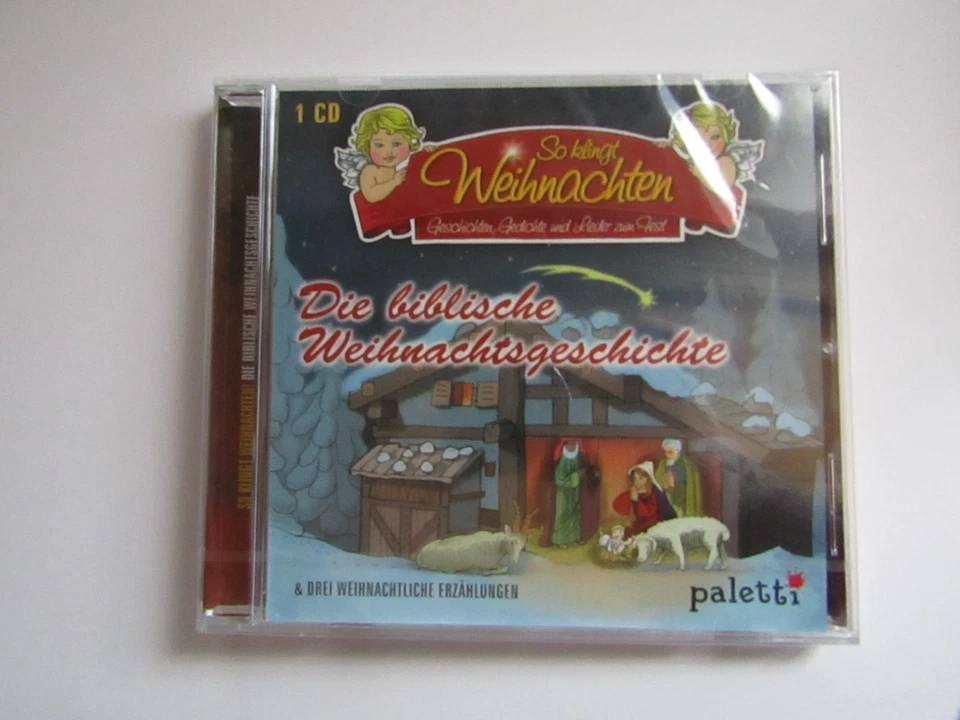 1 CD
So klingt
Weihnachten
Geschichten, Gedichte und Lieder zum Fest
Die biblische
Weihnachtsgeschichte
& DREI WEIHNACHTLICHE ERZÄHLUNGEN
paletti
SO KLINGT WEIHNACHTEN! DIE BIBLISCHE WEIHNACHTSGESCHICHTE